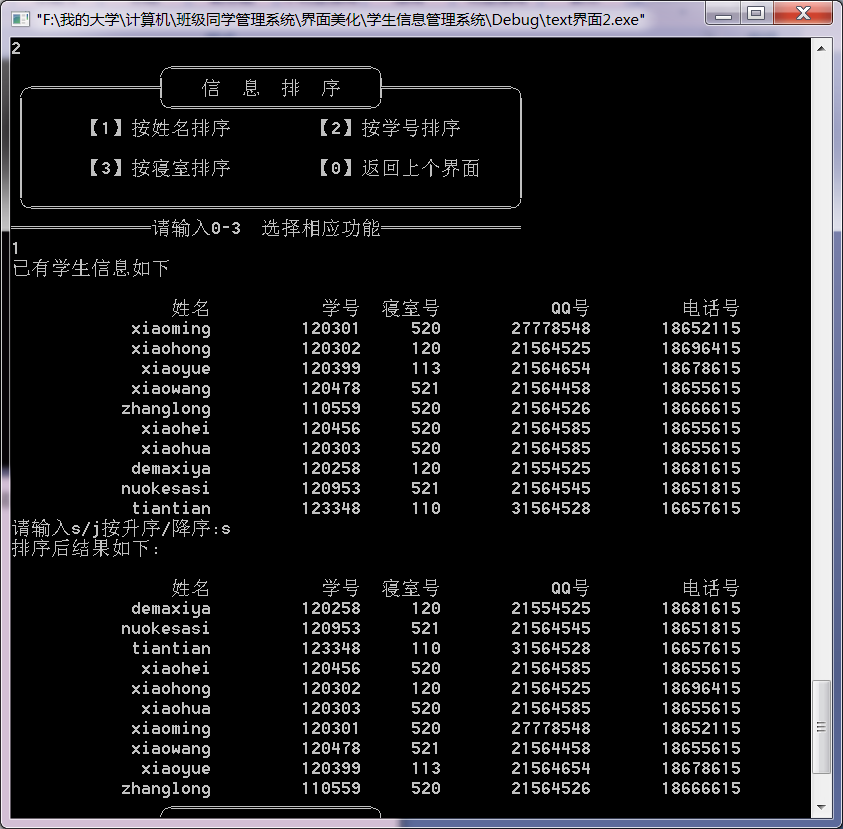 "F:\我的大学\计算机\班级同学管理系统\界面美化\学生信息管理系统\Debug\text界面2.exe"
2
信 息 排 序
【1】按姓名排序 【2】按学号排序
【3】按寝室排序 【0】返回上个界面
请输入0-3 选择相应功能
1
已有学生信息如下
姓名 学号 寝室号 QQ号 电话号
xiaoming 120301 520 27778548 18652115
xiaohong 120302 120 21564525 18696415
xiaoyue 120399 113 21564654 18678615
xiaowang 120478 521 21564458 18655615
zhanglong 110559 520 21564526 18666615
xiaohei 120456 520 21564585 18655615
xiaohua 120303 520 21564585 18655615
demaxiya 120258 120 21554525 18681615
nuokesasi 120953 521 21564545 18651815
tiantian 123348 110 31564528 16657615
请输入s/j按升序/降序:s
排序后结果如下:
姓名 学号 寝室号 QQ号 电话号
demaxiya 120258 120 21554525 18681615
nuokesasi 120953 521 21564545 18651815
tiantian 123348 110 31564528 16657615
xiaohei 120456 520 21564585 18655615
xiaohong 120302 120 21564525 18696415
xiaohua 120303 520 21564585 18655615
xiaoming 120301 520 27778548 18652115
xiaowang 120478 521 21564458 18655615
xiaoyue 120399 113 21564654 18678615
zhanglong 110559 520 21564526 18666615